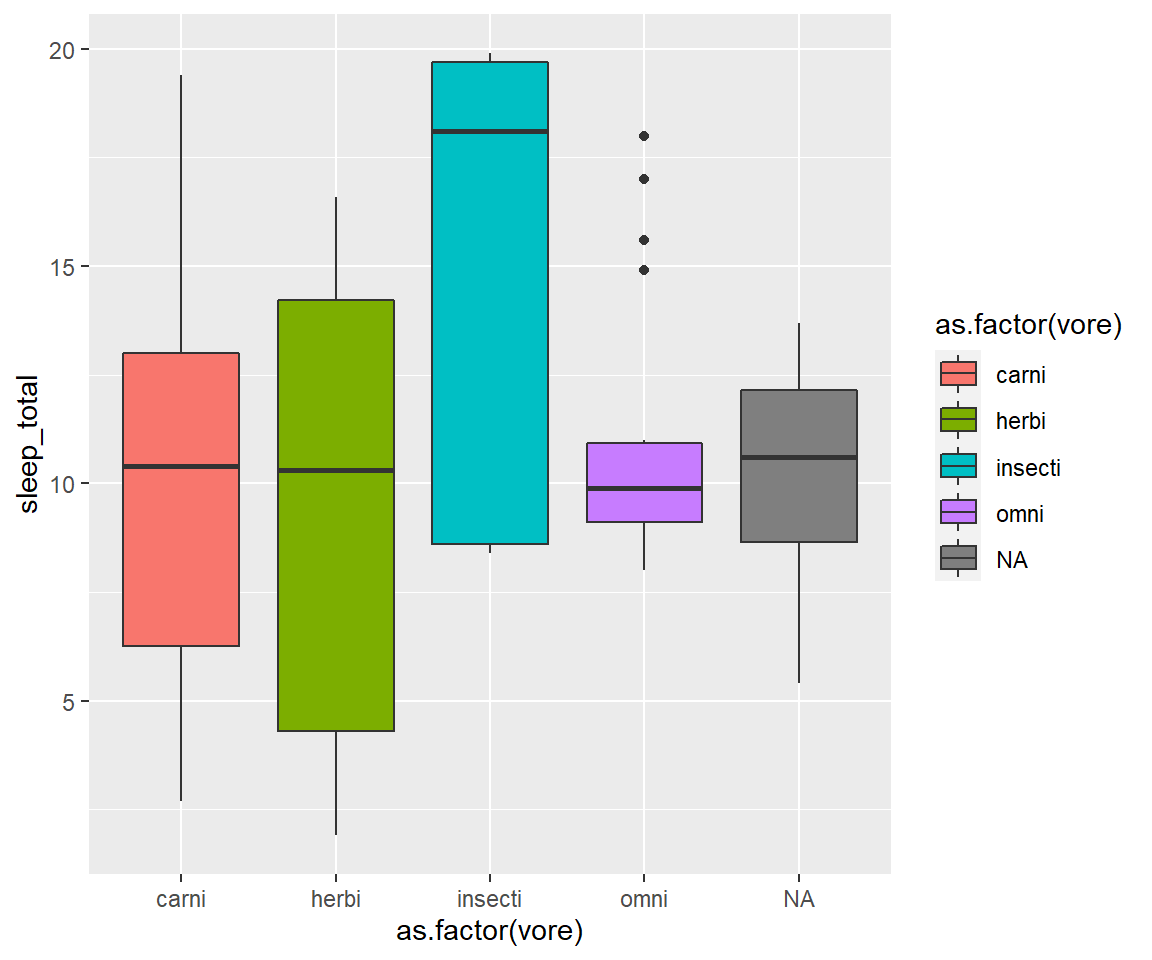 20
15
10
5
sleep_total
carni
herbi
insecti
omni
NA
as.factor(vore)
as.factor(vore)
carni
herbi
insecti
omni
NA